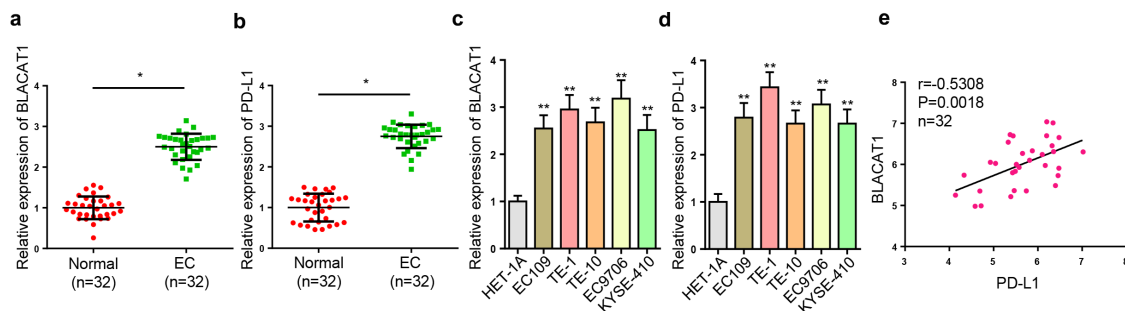 a
Relative expression of BLACAT1
4
3
2
1
0
*
Normal
(n=32)
EC
(n=32)
b
Relative expression of PD-L1
4
3
2
1
0
*
Normal
(n=32)
EC
(n=32)
c
Relative expression of BLACAT1
4
3
2
1
0
**
**
**
**
**
HET-1A
EC109
TE-1
TE-10
EC9706
KYSE-410
d
Relative expression of PD-L1
4
3
2
1
0
**
**
**
**
**
HET-1A
EC109
TE-1
TE-10
EC9706
KYSE-410
e
r=-0.5308
P=0.0018
n=32
BLACAT1
8
7
6
5
4
3
4
5
6
7
8
PD-L1